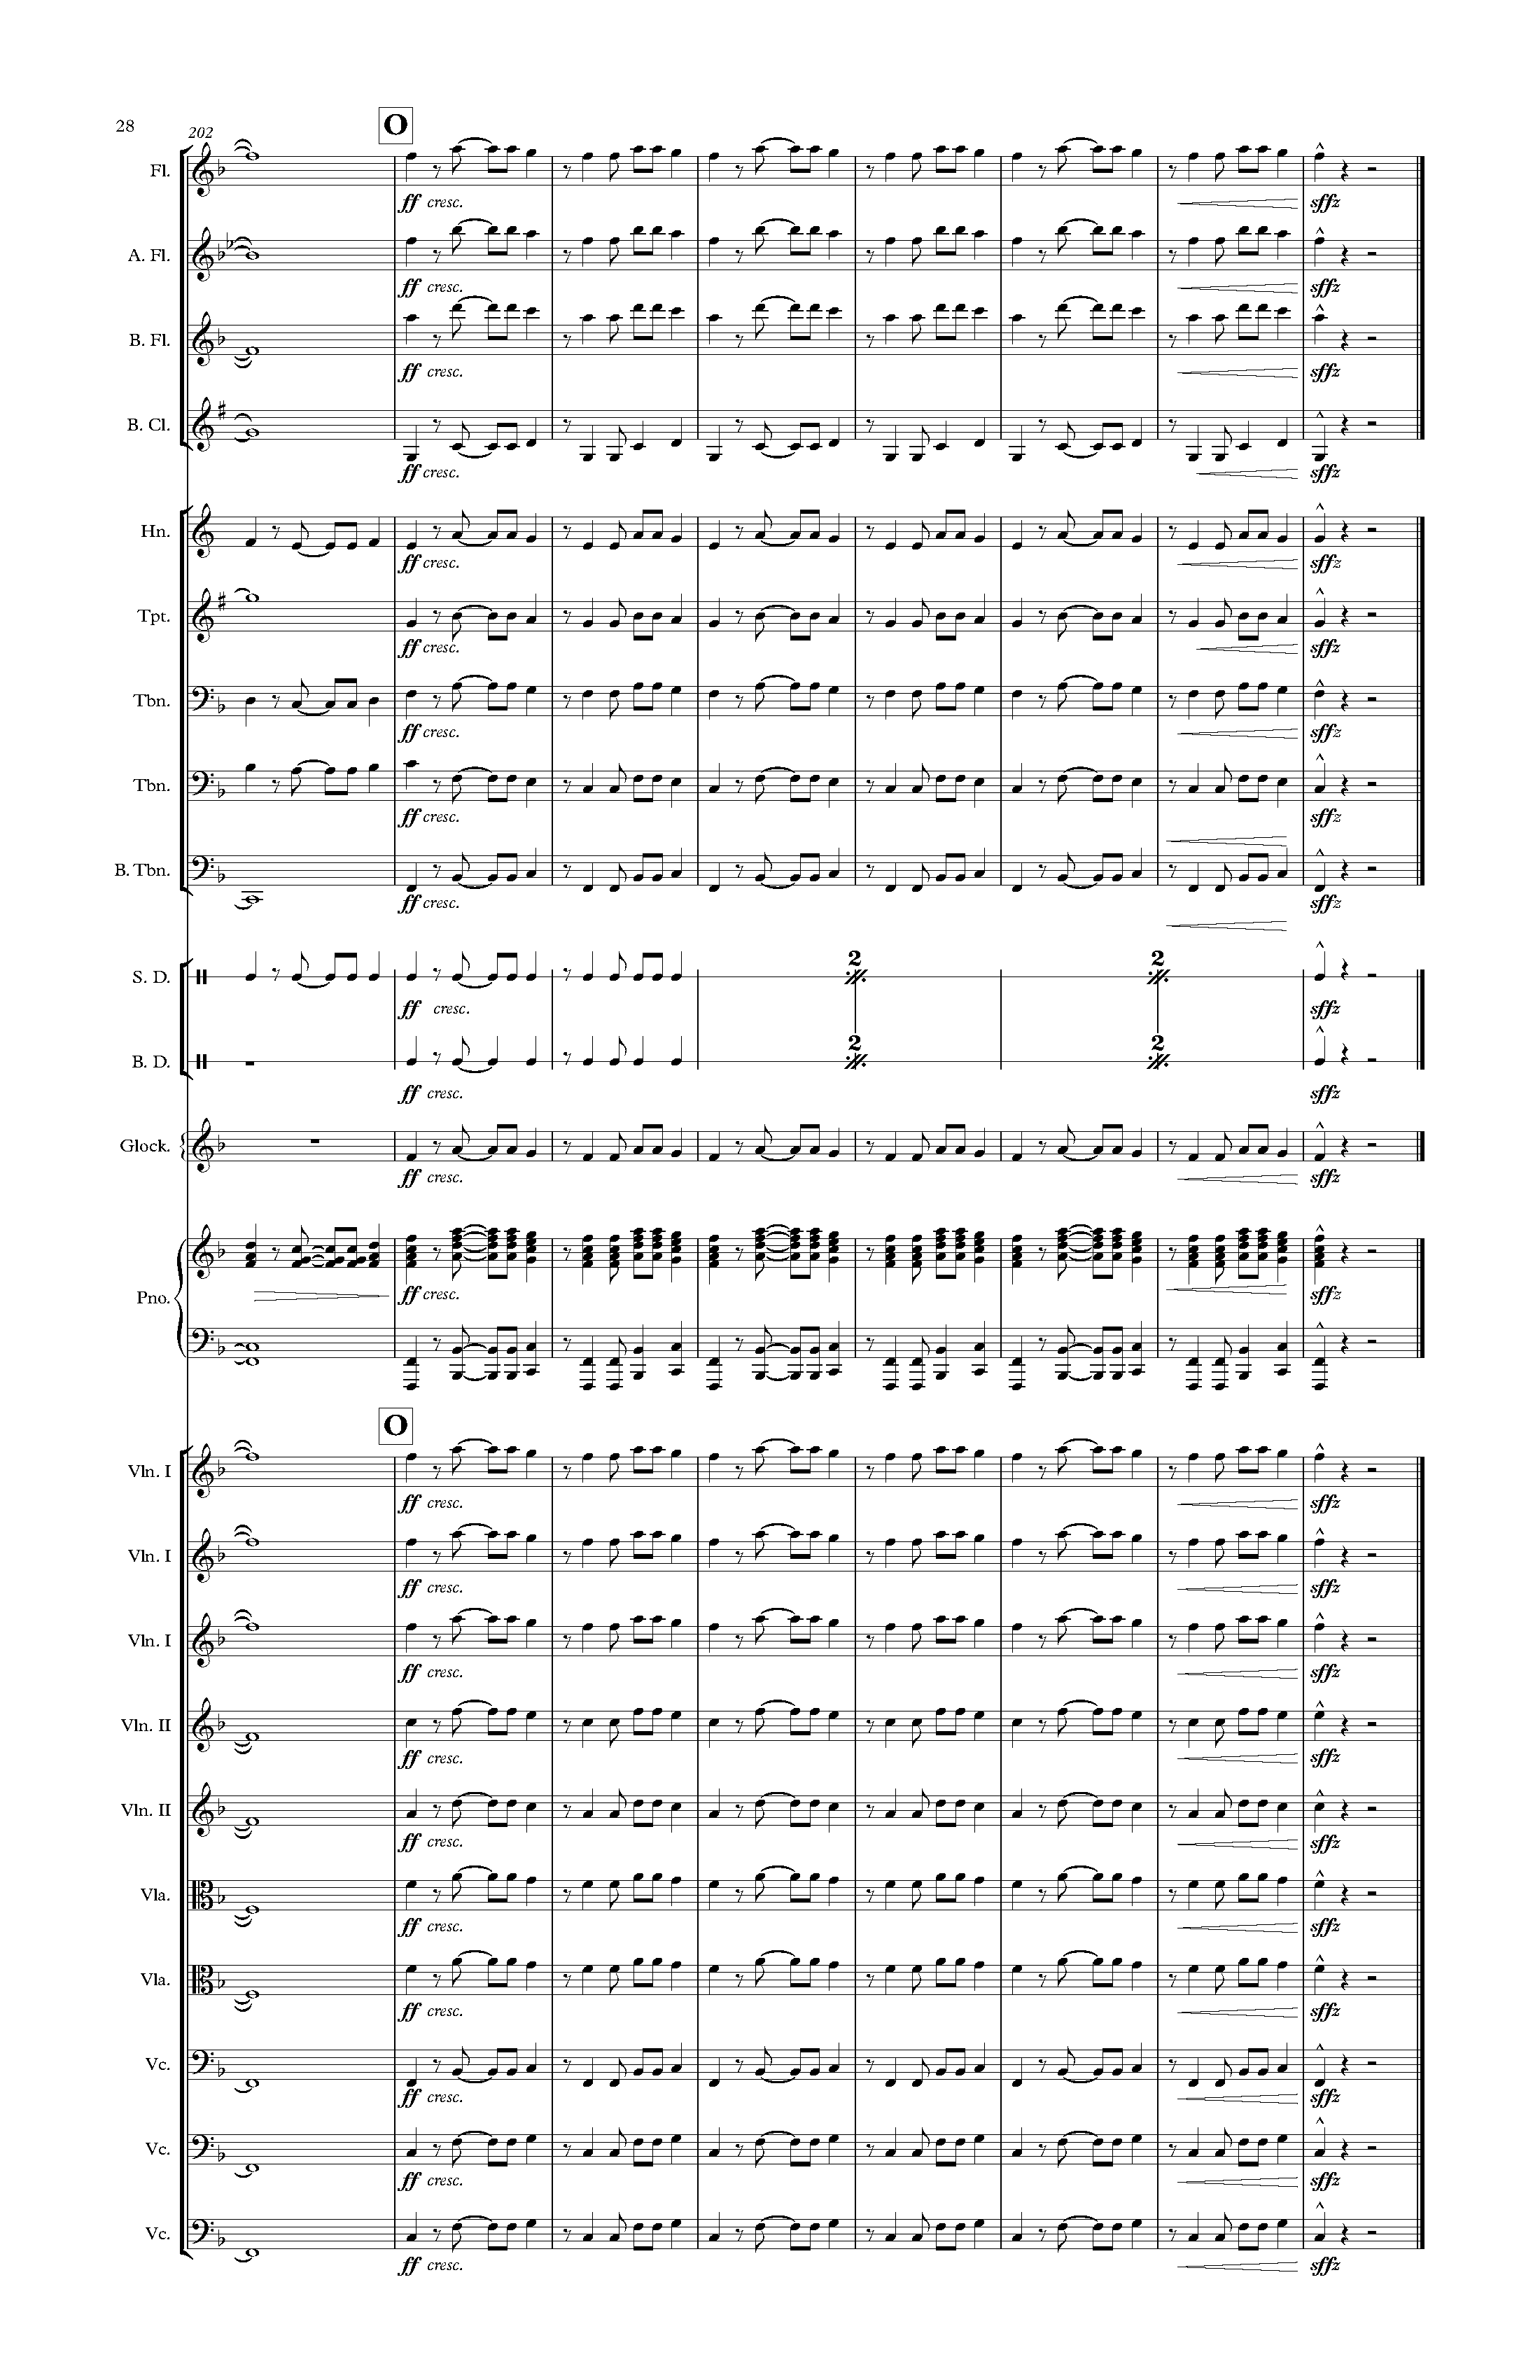 28
202
O
Fl.
ff cresc.
sffz
A. Fl.
ff cresc.
sffz
B. Fl.
ff cresc.
sffz
B. Cl.
ff cresc.
sffz
Hn.
ff cresc.
sffz
Tpt.
ff cresc.
sffz
Tbn.
ff cresc.
sffz
Tbn.
ff cresc.
sffz
B. Tbn.
ff cresc.
sffz
2 2
S. D.
ff cresc.
sffz
2 2
B. D.
ff cresc.
sffz
Glock.
ff cresc.
sffz
Pno.
ff cresc.
sffz
O
Vln. I
ff cresc.
sffz
Vln. I
ff cresc.
sffz
Vln. I
ff cresc.
sffz
Vln. II
ff cresc.
sffz
Vln. II
ff cresc.
sffz
Vla.
ff cresc.
sffz
Vla.
ff cresc.
sffz
Vc.
ff cresc.
sffz
Vc.
ff cresc.
sffz
Vc.
ff cresc.
sffz